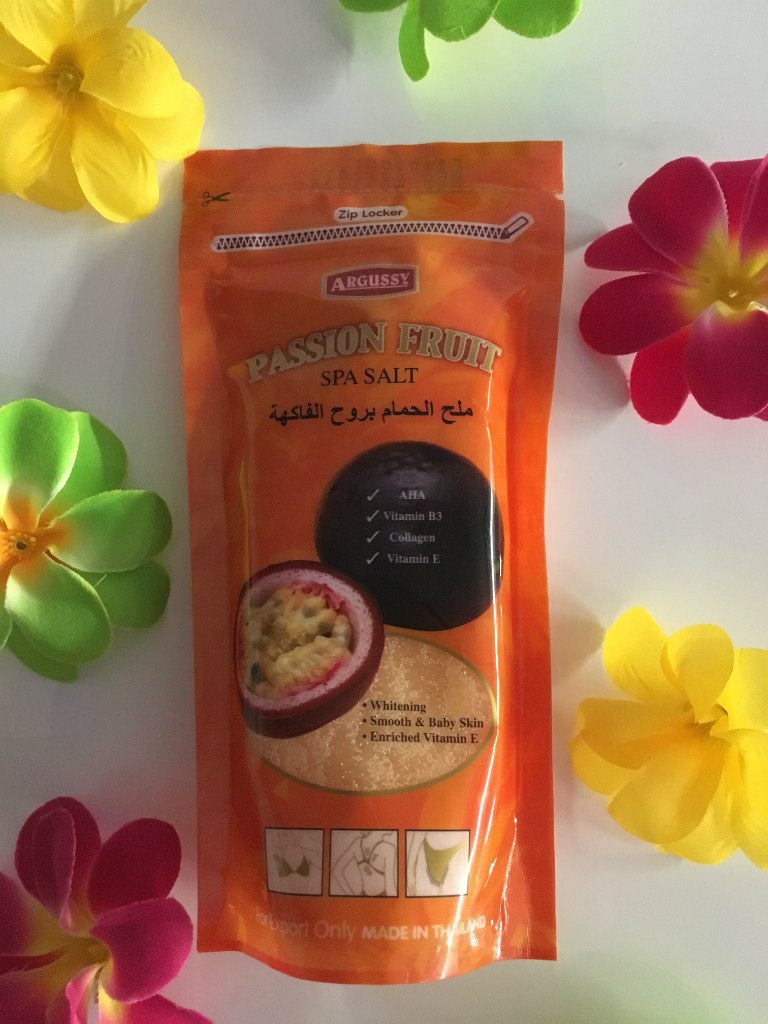 Zip Locker
ARGUSSY
PASSION FRUIT
SPA SALT
ملح الحمام بروح الفاكهة
✓ AHA
✓ Vitamin B3
✓ Collagen
✓ Vitamin E
• Whitening
• Smooth & Baby Skin
• Enriched Vitamin E
For Export Only MADE IN THAILAND